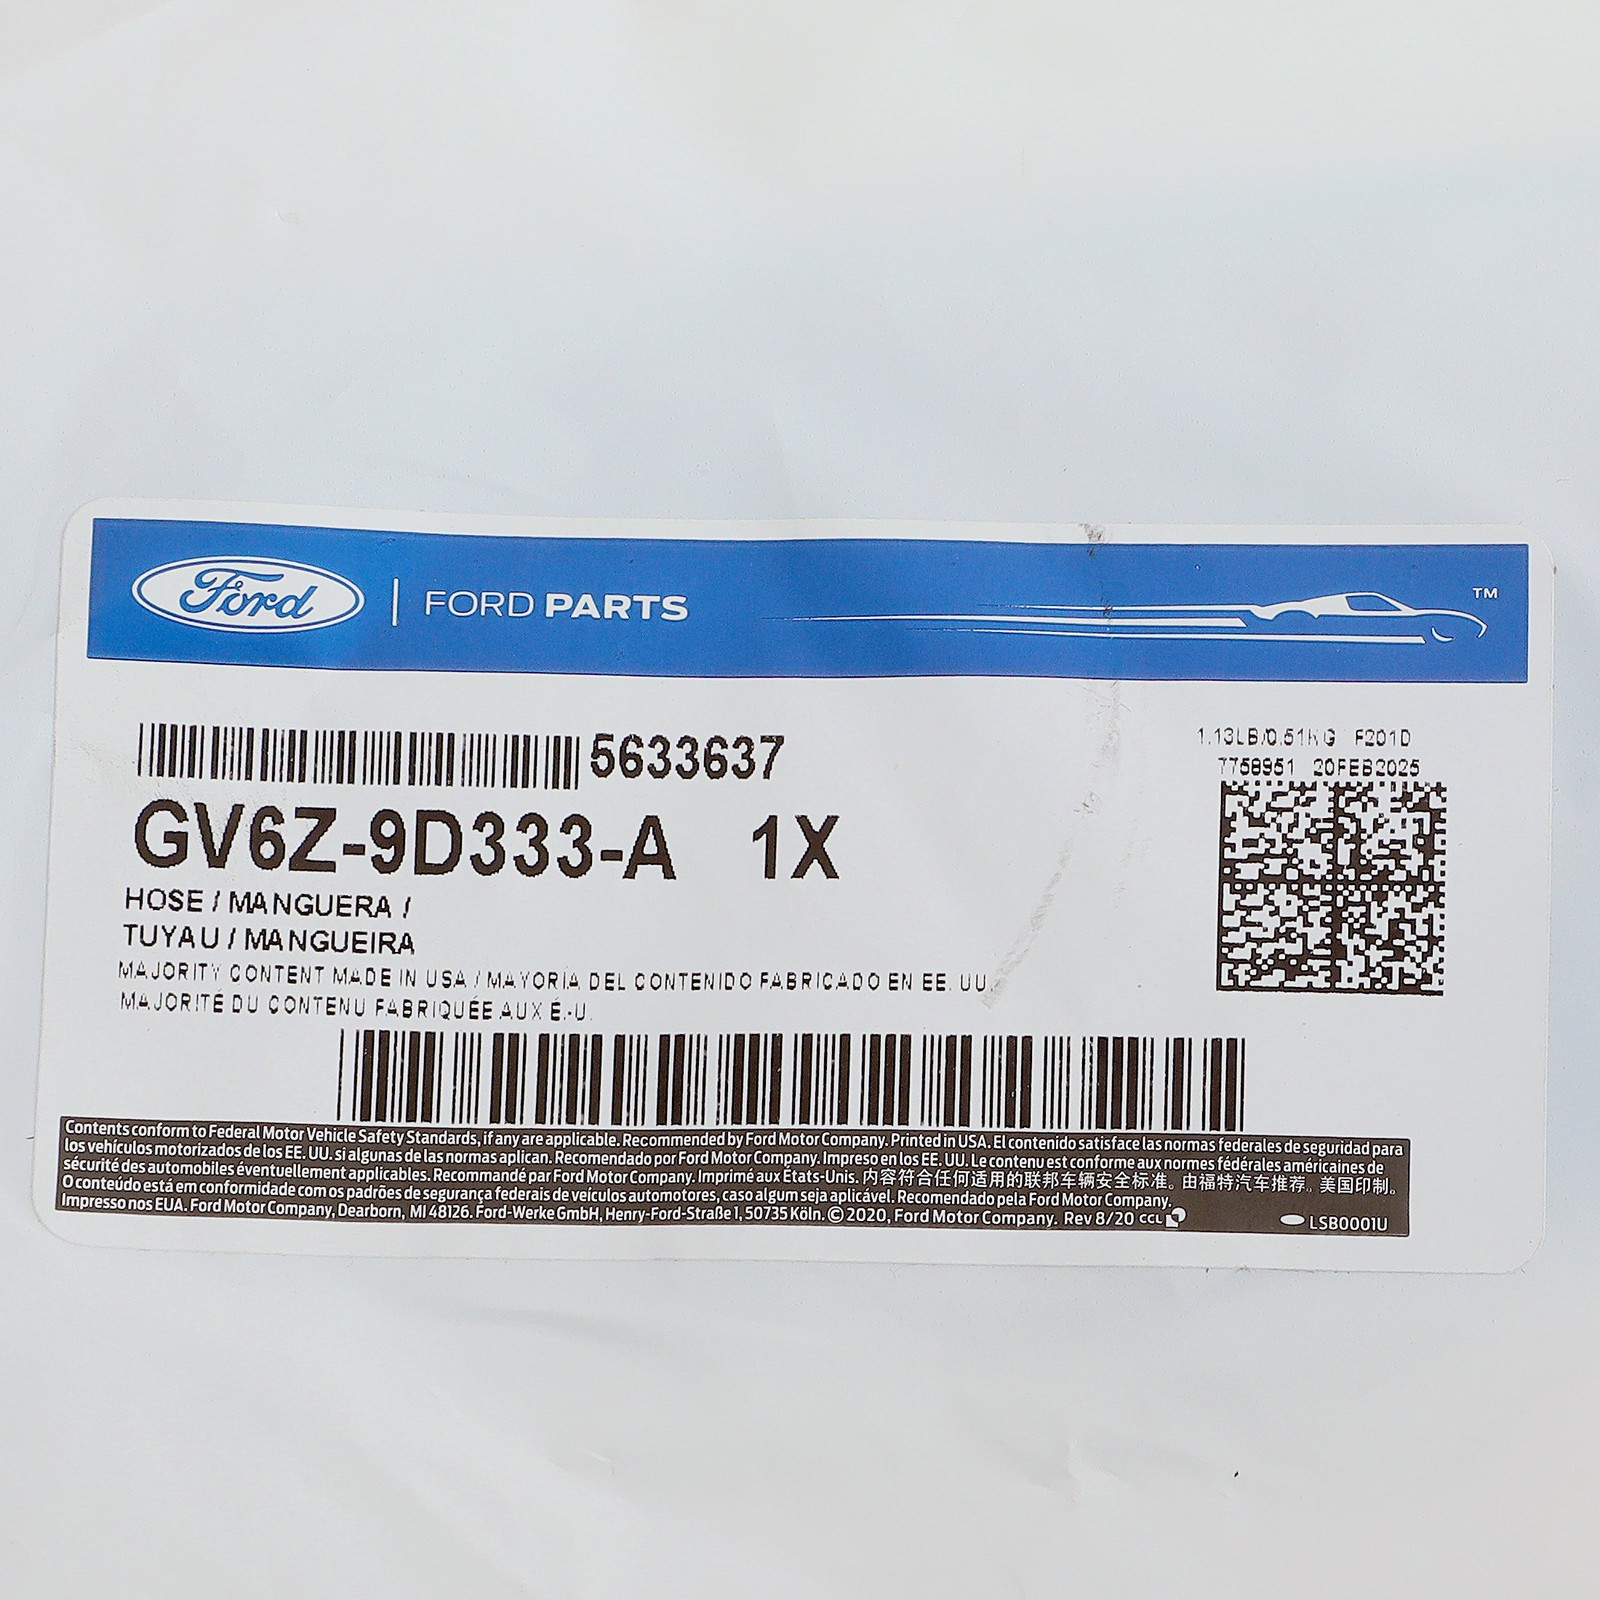 Ford | FORD PARTS
TM
5633637
1.13LB/0.51KG F201D
7758951 20FEB2025
GV6Z-9D333-A 1X
HOSE / MANGUERA /
TUYAU / MANGUEIRA
MAJORITY CONTENT MADE IN USA / MAYORÍA DEL CONTENIDO FABRICADO EN EE. UU.
MAJORITÉ DU CONTENU FABRIQUÉE AUX É.-U.
Contents conform to Federal Motor Vehicle Safety Standards, if any are applicable. Recommended by Ford Motor Company. Printed in USA. El contenido satisface las normas federales de seguridad para
los vehículos motorizados de los EE. UU. si algunas de las normas aplican. Recomendado por Ford Motor Company. Impreso en los EE. UU. Le contenu est conforme aux normes fédérales américaines de
sécurité des automobiles éventuellement applicables. Recommandé par Ford Motor Company. Imprimé aux États-Unis. 内容符合任何适用的联邦车辆安全标准。由福特汽车推荐。美国印制。
O conteúdo está em conformidade com os padrões de segurança federais de veículos automotores, caso algum seja aplicável. Recomendado pela Ford Motor Company.
Impresso nos EUA. Ford Motor Company, Dearborn, MI 48126. Ford-Werke GmbH, Henry-Ford-Straße 1, 50735 Köln. © 2020, Ford Motor Company. Rev 8/20 CCL
LSB0001U